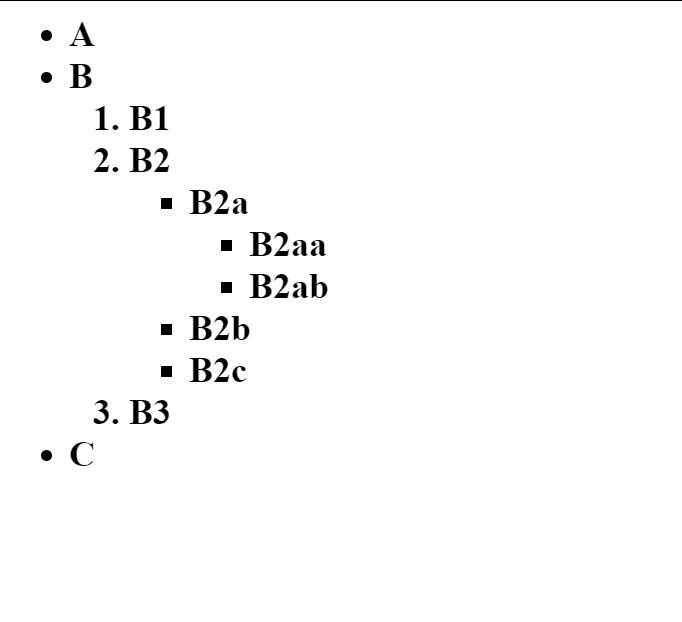 • A
• B
1. B1
2. B2
▪ B2a
▪ B2aa
▪ B2ab
▪ B2b
▪ B2c
3. B3
• C